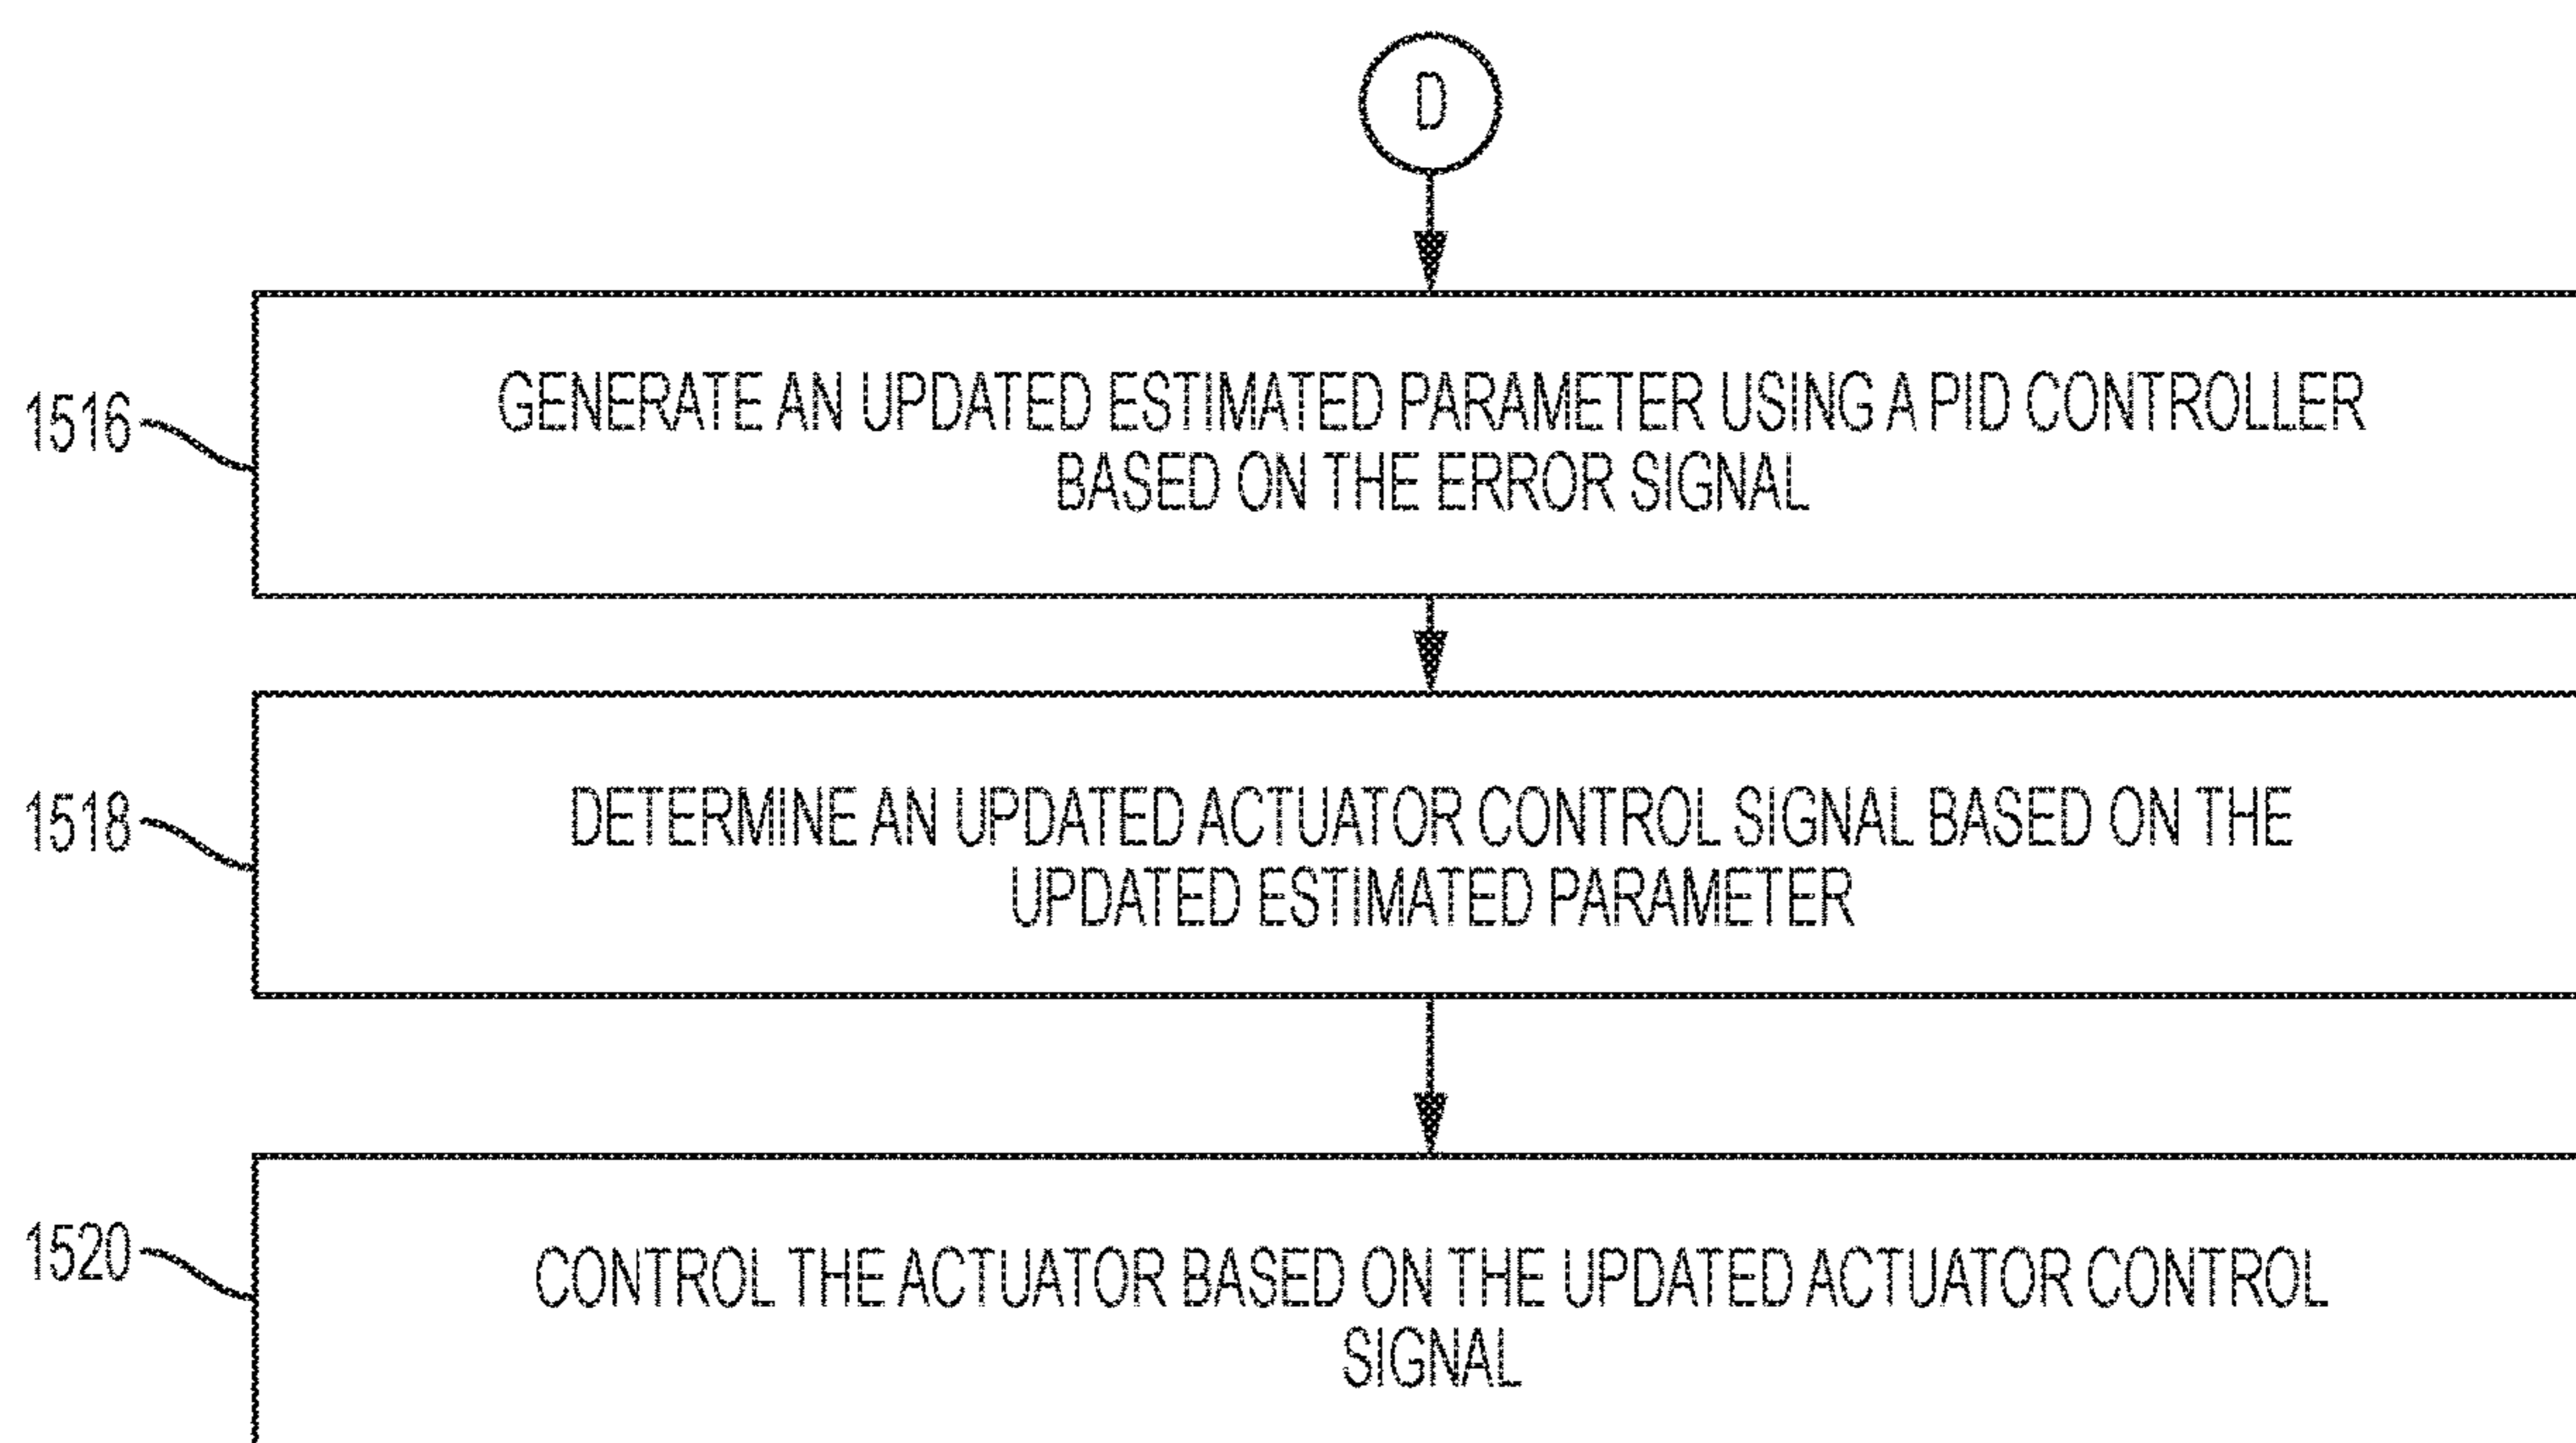 D
1516
GENERATE AN UPDATED ESTIMATED PARAMETER USING A PID CONTROLLER
BASED ON THE ERROR SIGNAL
1518
DETERMINE AN UPDATED ACTUATOR CONTROL SIGNAL BASED ON THE
UPDATED ESTIMATED PARAMETER
1520
CONTROL THE ACTUATOR BASED ON THE UPDATED ACTUATOR CONTROL
SIGNAL